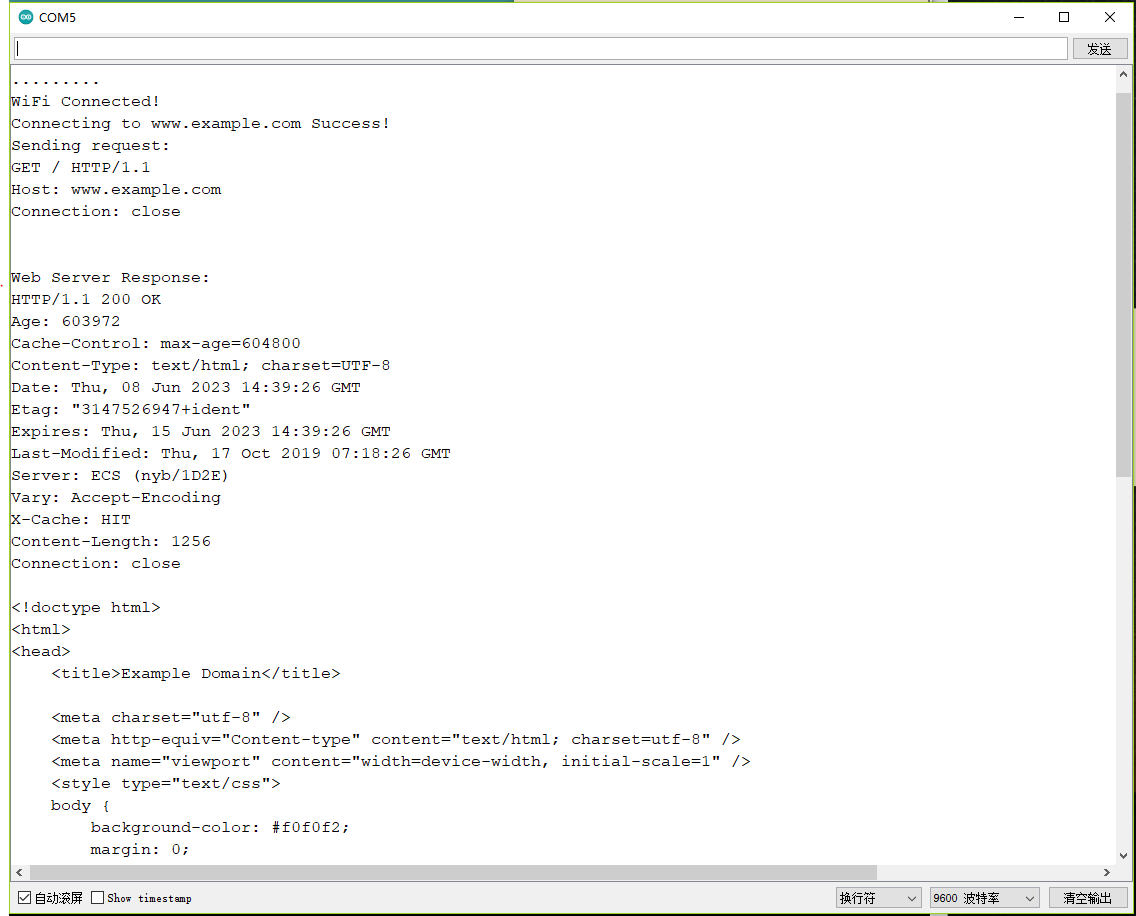 COM5
发送
.........
WiFi Connected!
Connecting to www.example.com Success!
Sending request:
GET / HTTP/1.1
Host: www.example.com
Connection: close
Web Server Response:
HTTP/1.1 200 OK
Age: 603972
Cache-Control: max-age=604800
Content-Type: text/html; charset=UTF-8
Date: Thu, 08 Jun 2023 14:39:26 GMT
Etag: "3147526947+ident"
Expires: Thu, 15 Jun 2023 14:39:26 GMT
Last-Modified: Thu, 17 Oct 2019 07:18:26 GMT
Server: ECS (nyb/1D2E)
Vary: Accept-Encoding
X-Cache: HIT
Content-Length: 1256
Connection: close
<!doctype html>
<html>
<head>
    <title>Example Domain</title>
    <meta charset="utf-8" />
    <meta http-equiv="Content-type" content="text/html; charset=utf-8" />
    <meta name="viewport" content="width=device-width, initial-scale=1" />
    <style type="text/css">
    body {
        background-color: #f0f0f2;
        margin: 0;
自动滚屏 Show timestamp 换行符 9600 波特率 清空输出